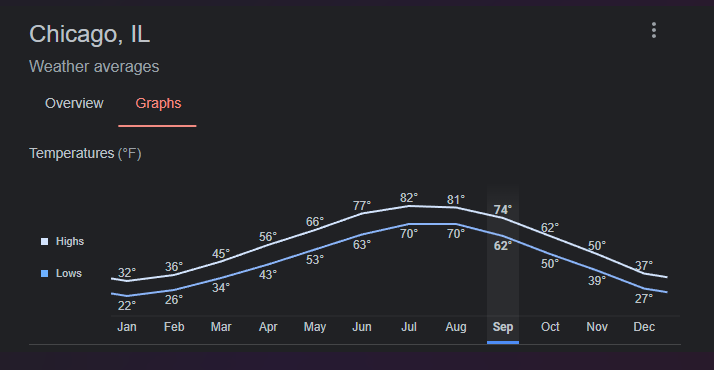 Chicago, IL
Weather averages
Overview Graphs
Temperatures (°F)
82° 81°
77° 74°
66° 62°
56° 50°
45° 37°
32° 36°
Highs
Lows
70° 70°
63° 62°
53° 50°
43° 39°
34° 27°
22° 26°
Jan Feb Mar Apr May Jun Jul Aug Sep Oct Nov Dec